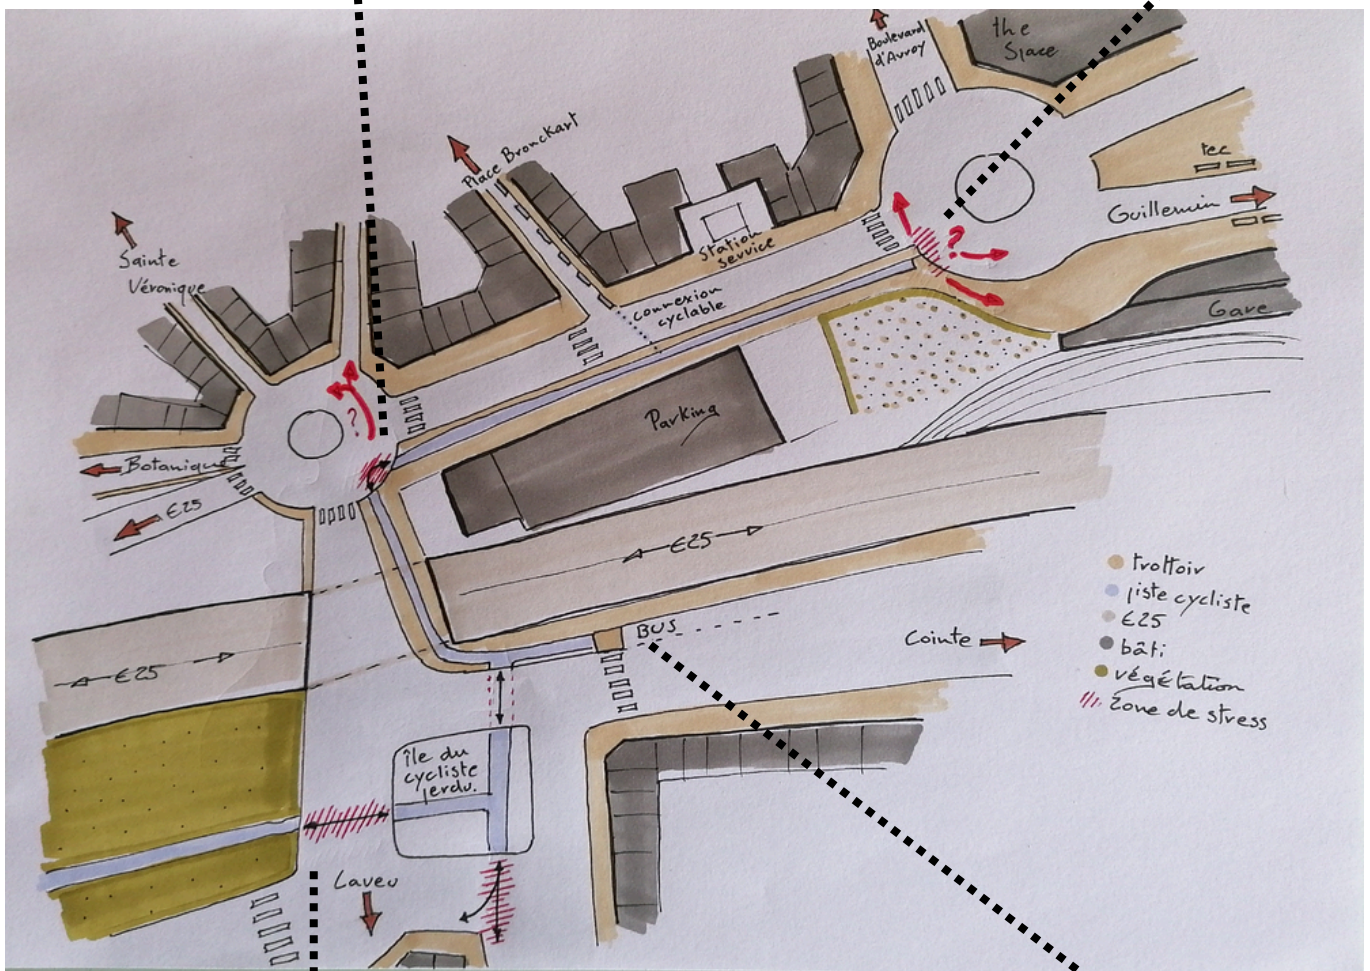 Boulevard
d'Avroy
the
Space
Place Bronckart
tec
Guillemin
Sainte
Véronique
Station
service
?
connexion
cyclable
Gare
?
Parking
Botanique
E25
E25
trottoir
piste cycliste
E25
bâti
végétation
Zone de stress
BUS
Cointe
E25
île du
cycliste
perdu.
Laveu